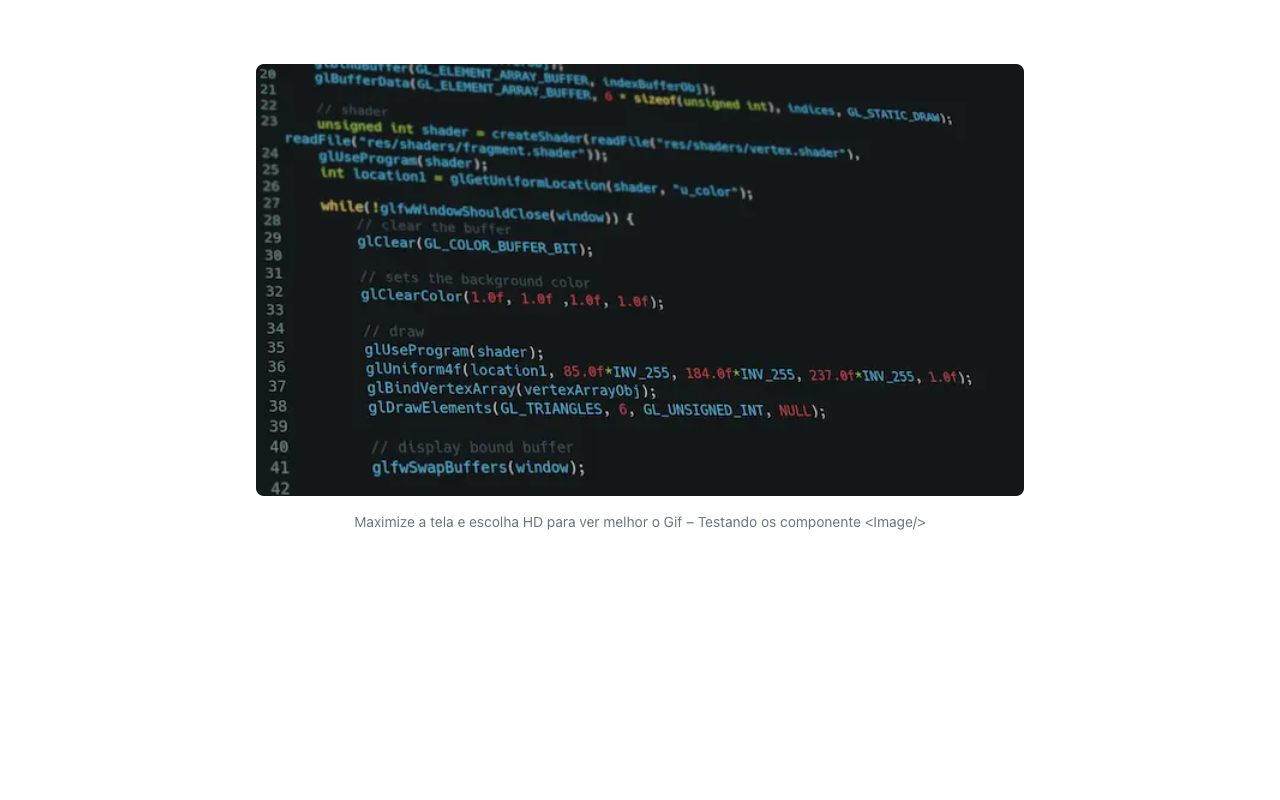 20 glBindBuffer(GL_ELEMENT_ARRAY_BUFFER, indexBufferObj);
21 glBufferData(GL_ELEMENT_ARRAY_BUFFER, 6 * sizeof(unsigned int), indices, GL_STATIC_DRAW);
22 // shader
23 unsigned int shader = createShader(readFile("res/shaders/vertex.shader"),
readFile("res/shaders/fragment.shader"));
24 glUseProgram(shader);
25 int location1 = glGetUniformLocation(shader, "u_color");
26
27 while(!glfwWindowShouldClose(window)) {
28 // clear the buffer
29 glClear(GL_COLOR_BUFFER_BIT);
30
31 // sets the background color
32 glClearColor(1.0f, 1.0f ,1.0f, 1.0f);
33
34 // draw
35 glUseProgram(shader);
36 glUniform4f(location1, 85.0f*INV_255, 184.0f*INV_255, 237.0f*INV_255, 1.0f);
37 glBindVertexArray(vertexArrayObj);
38 glDrawElements(GL_TRIANGLES, 6, GL_UNSIGNED_INT, NULL);
39
40 // display bound buffer
41 glfwSwapBuffers(window);
42
Maximize a tela e escolha HD para ver melhor o Gif – Testando os componente <Image/>